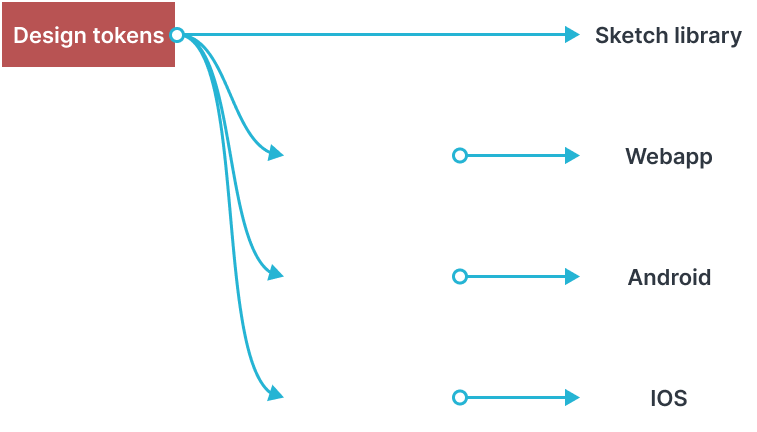 Design tokens
Sketch library
Webapp
Android
IOS